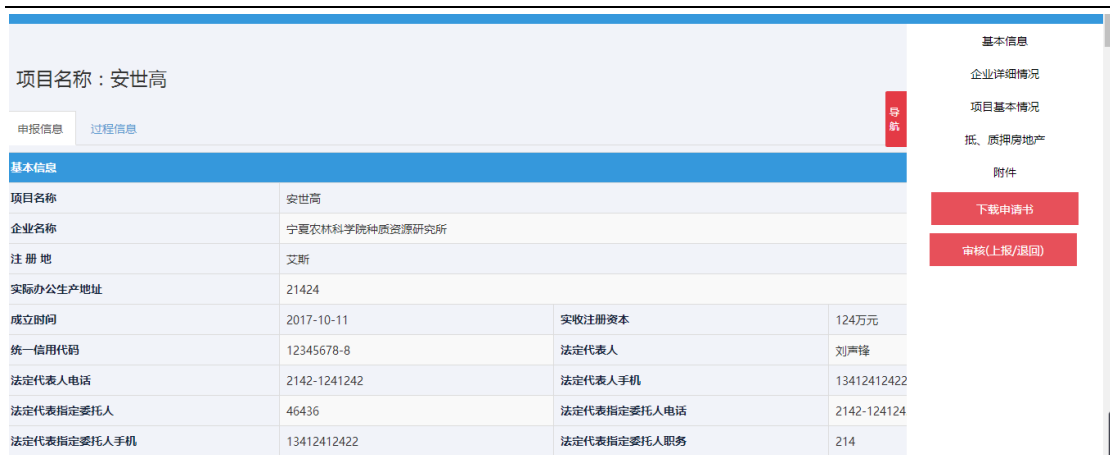 项目名称：安世高
申报信息 过程信息
基本信息
项目名称 安世高
企业名称 宁夏农林科学院种质资源研究所
注 册 地 艾斯
实际办公生产地址 21424
成立时间 2017-10-11 实收注册资本 124万元
统一信用代码 12345678-8 法定代表人 刘声锋
法定代表人电话 2142-1241242 法定代表人手机 13412412422
法定代表指定委托人 46436 法定代表指定委托人电话 2142-124124
法定代表指定委托人手机 13412412422 法定代表指定委托人职务 214
导航
基本信息
企业详细情况
项目基本情况
抵、质押房地产
附件
下载申请书
审核(上报/退回)